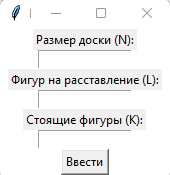 Размер доски (N):
Фигур на расставление (L):
Стоящие фигуры (K):
Ввести